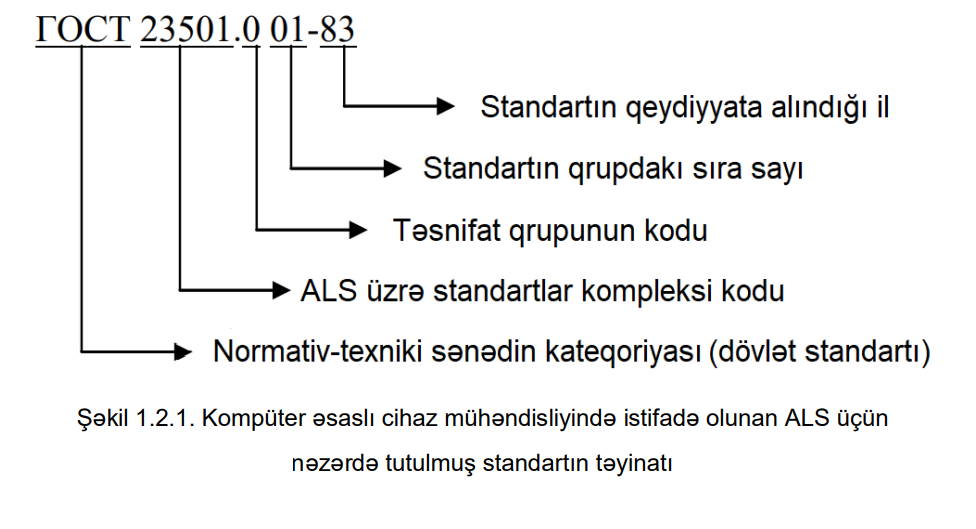 ГОСТ 23501.0 01-83
Standartın qeydiyyata alındığı il
Standartın qrupdakı sıra sayı
Təsnifat qrupunun kodu
ALS üzrə standartlar kompleksi kodu
Normativ-texniki sənədin kateqoriyası (dövlət standartı)
Şəkil 1.2.1. Kompüter əsaslı cihaz mühəndisliyində istifadə olunan ALS üçün
nəzərdə tutulmuş standartın təyinatı